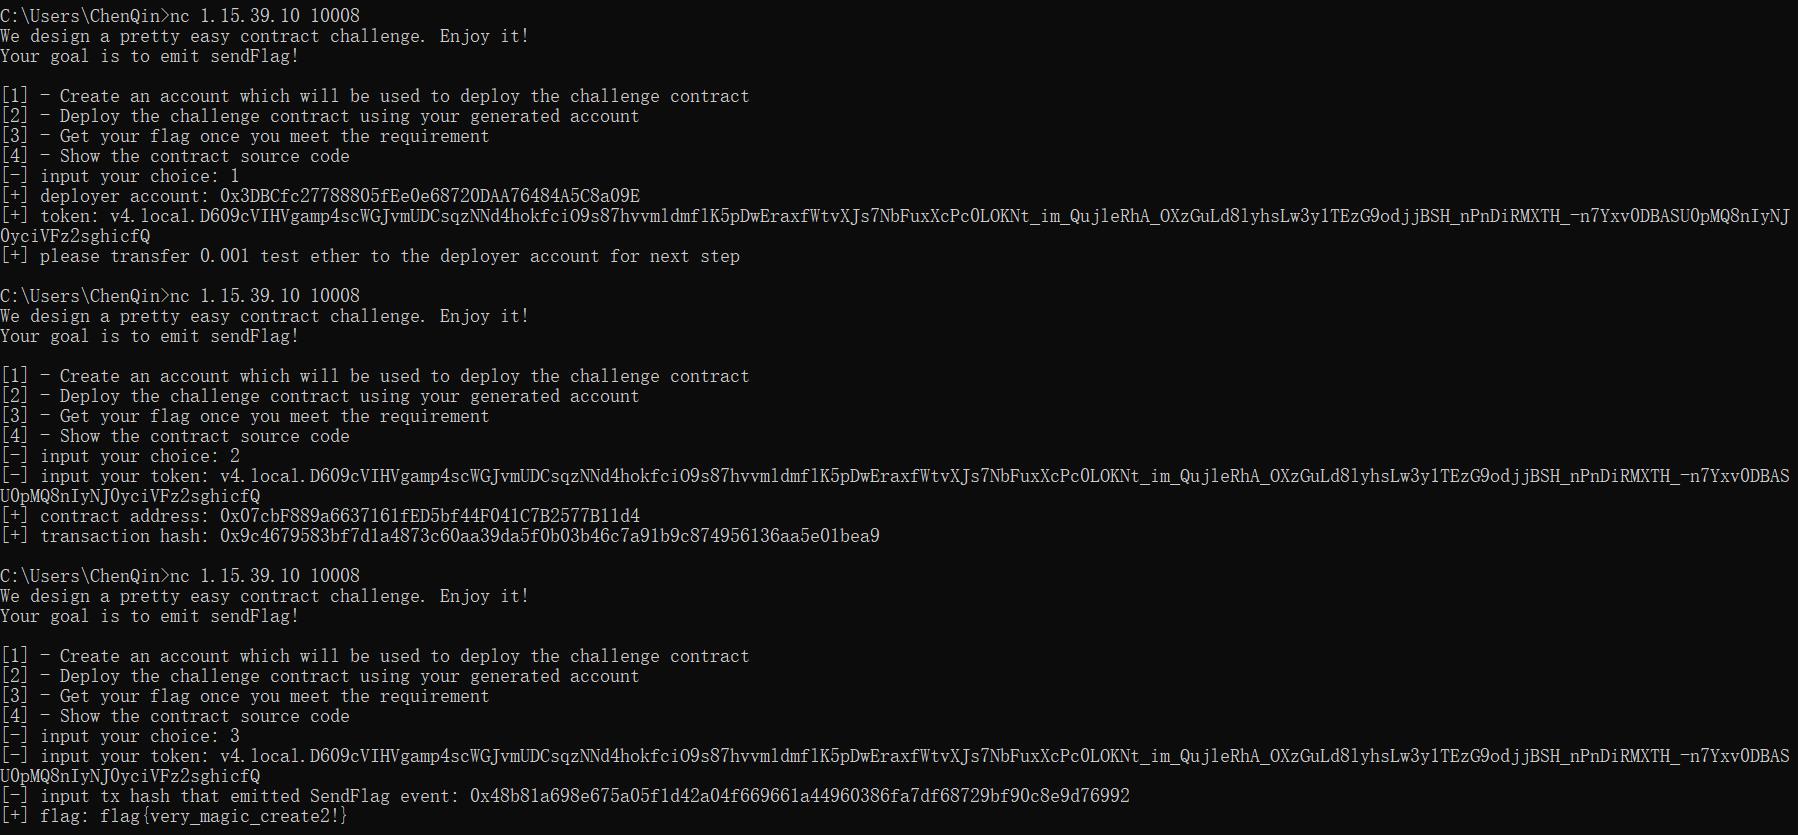 C:\Users\ChenQin>nc 1.15.39.10 10008
We design a pretty easy contract challenge. Enjoy it!
Your goal is to emit sendFlag!
[1] - Create an account which will be used to deploy the challenge contract
[2] - Deploy the challenge contract using your generated account
[3] - Get your flag once you meet the requirement
[4] - Show the contract source code
[-] input your choice: 1
[+] deployer account: 0x3DBCfc27788805fEe0e68720DAA76484A5C8a09E
[+] token: v4.local.D609cVIHVgamp4scWGJvmUDCsqzNNd4hokfciO9s87hvvmldmflK5pDwEraxfWtvXJs7NbFuxXcPc0LOKNt_im_QujleRhA_OXzGuLd8lyhsLw3y1TEzG9odjjBSH_nPnDiRMXTH_-n7Yxv0DBASU0pMQ8nIyNJ
0yciVFz2sghicfQ
[+] please transfer 0.001 test ether to the deployer account for next step
C:\Users\ChenQin>nc 1.15.39.10 10008
We design a pretty easy contract challenge. Enjoy it!
Your goal is to emit sendFlag!
[1] - Create an account which will be used to deploy the challenge contract
[2] - Deploy the challenge contract using your generated account
[3] - Get your flag once you meet the requirement
[4] - Show the contract source code
[-] input your choice: 2
[-] input your token: v4.local.D609cVIHVgamp4scWGJvmUDCsqzNNd4hokfciO9s87hvvmldmflK5pDwEraxfWtvXJs7NbFuxXcPc0LOKNt_im_QujleRhA_OXzGuLd8lyhsLw3y1TEzG9odjjBSH_nPnDiRMXTH_-n7Yxv0DBAS
U0pMQ8nIyNJ0yciVFz2sghicfQ
[+] contract address: 0x07cbF889a6637161fED5bf44F041C7B2577B11d4
[+] transaction hash: 0x9c4679583bf7d1a4873c60aa39da5f0b03b46c7a91b9c874956136aa5e01bea9
C:\Users\ChenQin>nc 1.15.39.10 10008
We design a pretty easy contract challenge. Enjoy it!
Your goal is to emit sendFlag!
[1] - Create an account which will be used to deploy the challenge contract
[2] - Deploy the challenge contract using your generated account
[3] - Get your flag once you meet the requirement
[4] - Show the contract source code
[-] input your choice: 3
[-] input your token: v4.local.D609cVIHVgamp4scWGJvmUDCsqzNNd4hokfciO9s87hvvmldmflK5pDwEraxfWtvXJs7NbFuxXcPc0LOKNt_im_QujleRhA_OXzGuLd8lyhsLw3y1TEzG9odjjBSH_nPnDiRMXTH_-n7Yxv0DBAS
U0pMQ8nIyNJ0yciVFz2sghicfQ
[-] input tx hash that emitted SendFlag event: 0x48b81a698e675a05f1d42a04f669661a44960386fa7df68729bf90c8e9d76992
[+] flag: flag{very_magic_create2!}